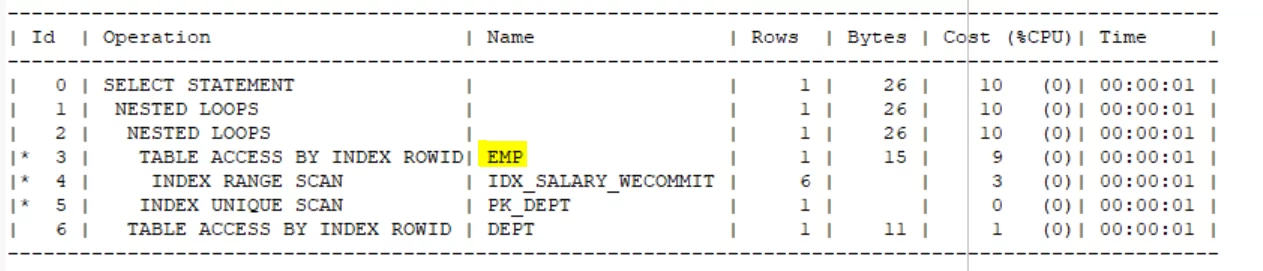 --------------------------------------------------------------------------------------------------
| Id  | Operation                     | Name                | Rows  | Bytes | Cost (%CPU)| Time     |
--------------------------------------------------------------------------------------------------
|   0 | SELECT STATEMENT              |                     |     1 |    26 |    10   (0)| 00:00:01 |
|   1 |  NESTED LOOPS                 |                     |     1 |    26 |    10   (0)| 00:00:01 |
|   2 |   NESTED LOOPS                |                     |     1 |    26 |    10   (0)| 00:00:01 |
|*  3 |    TABLE ACCESS BY INDEX ROWID| EMP                 |     1 |    15 |     9   (0)| 00:00:01 |
|*  4 |     INDEX RANGE SCAN          | IDX_SALARY_WECOMMIT |     6 |       |     3   (0)| 00:00:01 |
|*  5 |    INDEX UNIQUE SCAN          | PK_DEPT             |     1 |       |     0   (0)| 00:00:01 |
|   6 |   TABLE ACCESS BY INDEX ROWID | DEPT                |     1 |    11 |     1   (0)| 00:00:01 |
--------------------------------------------------------------------------------------------------